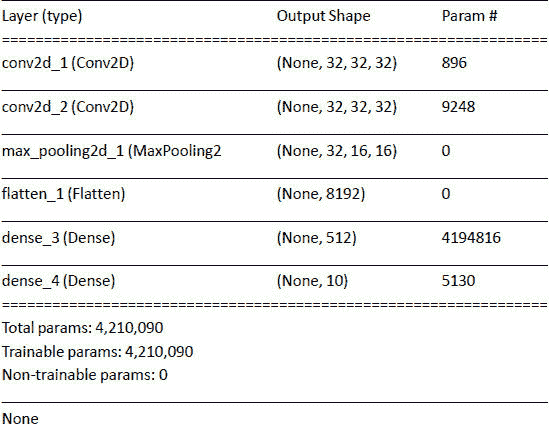 Layer (type) Output Shape Param #
=================================================================
conv2d_1 (Conv2D) (None, 32, 32, 32) 896
conv2d_2 (Conv2D) (None, 32, 32, 32) 9248
max_pooling2d_1 (MaxPooling2 (None, 32, 16, 16) 0
flatten_1 (Flatten) (None, 8192) 0
dense_3 (Dense) (None, 512) 4194816
dense_4 (Dense) (None, 10) 5130
=================================================================
Total params: 4,210,090
Trainable params: 4,210,090
Non-trainable params: 0
None